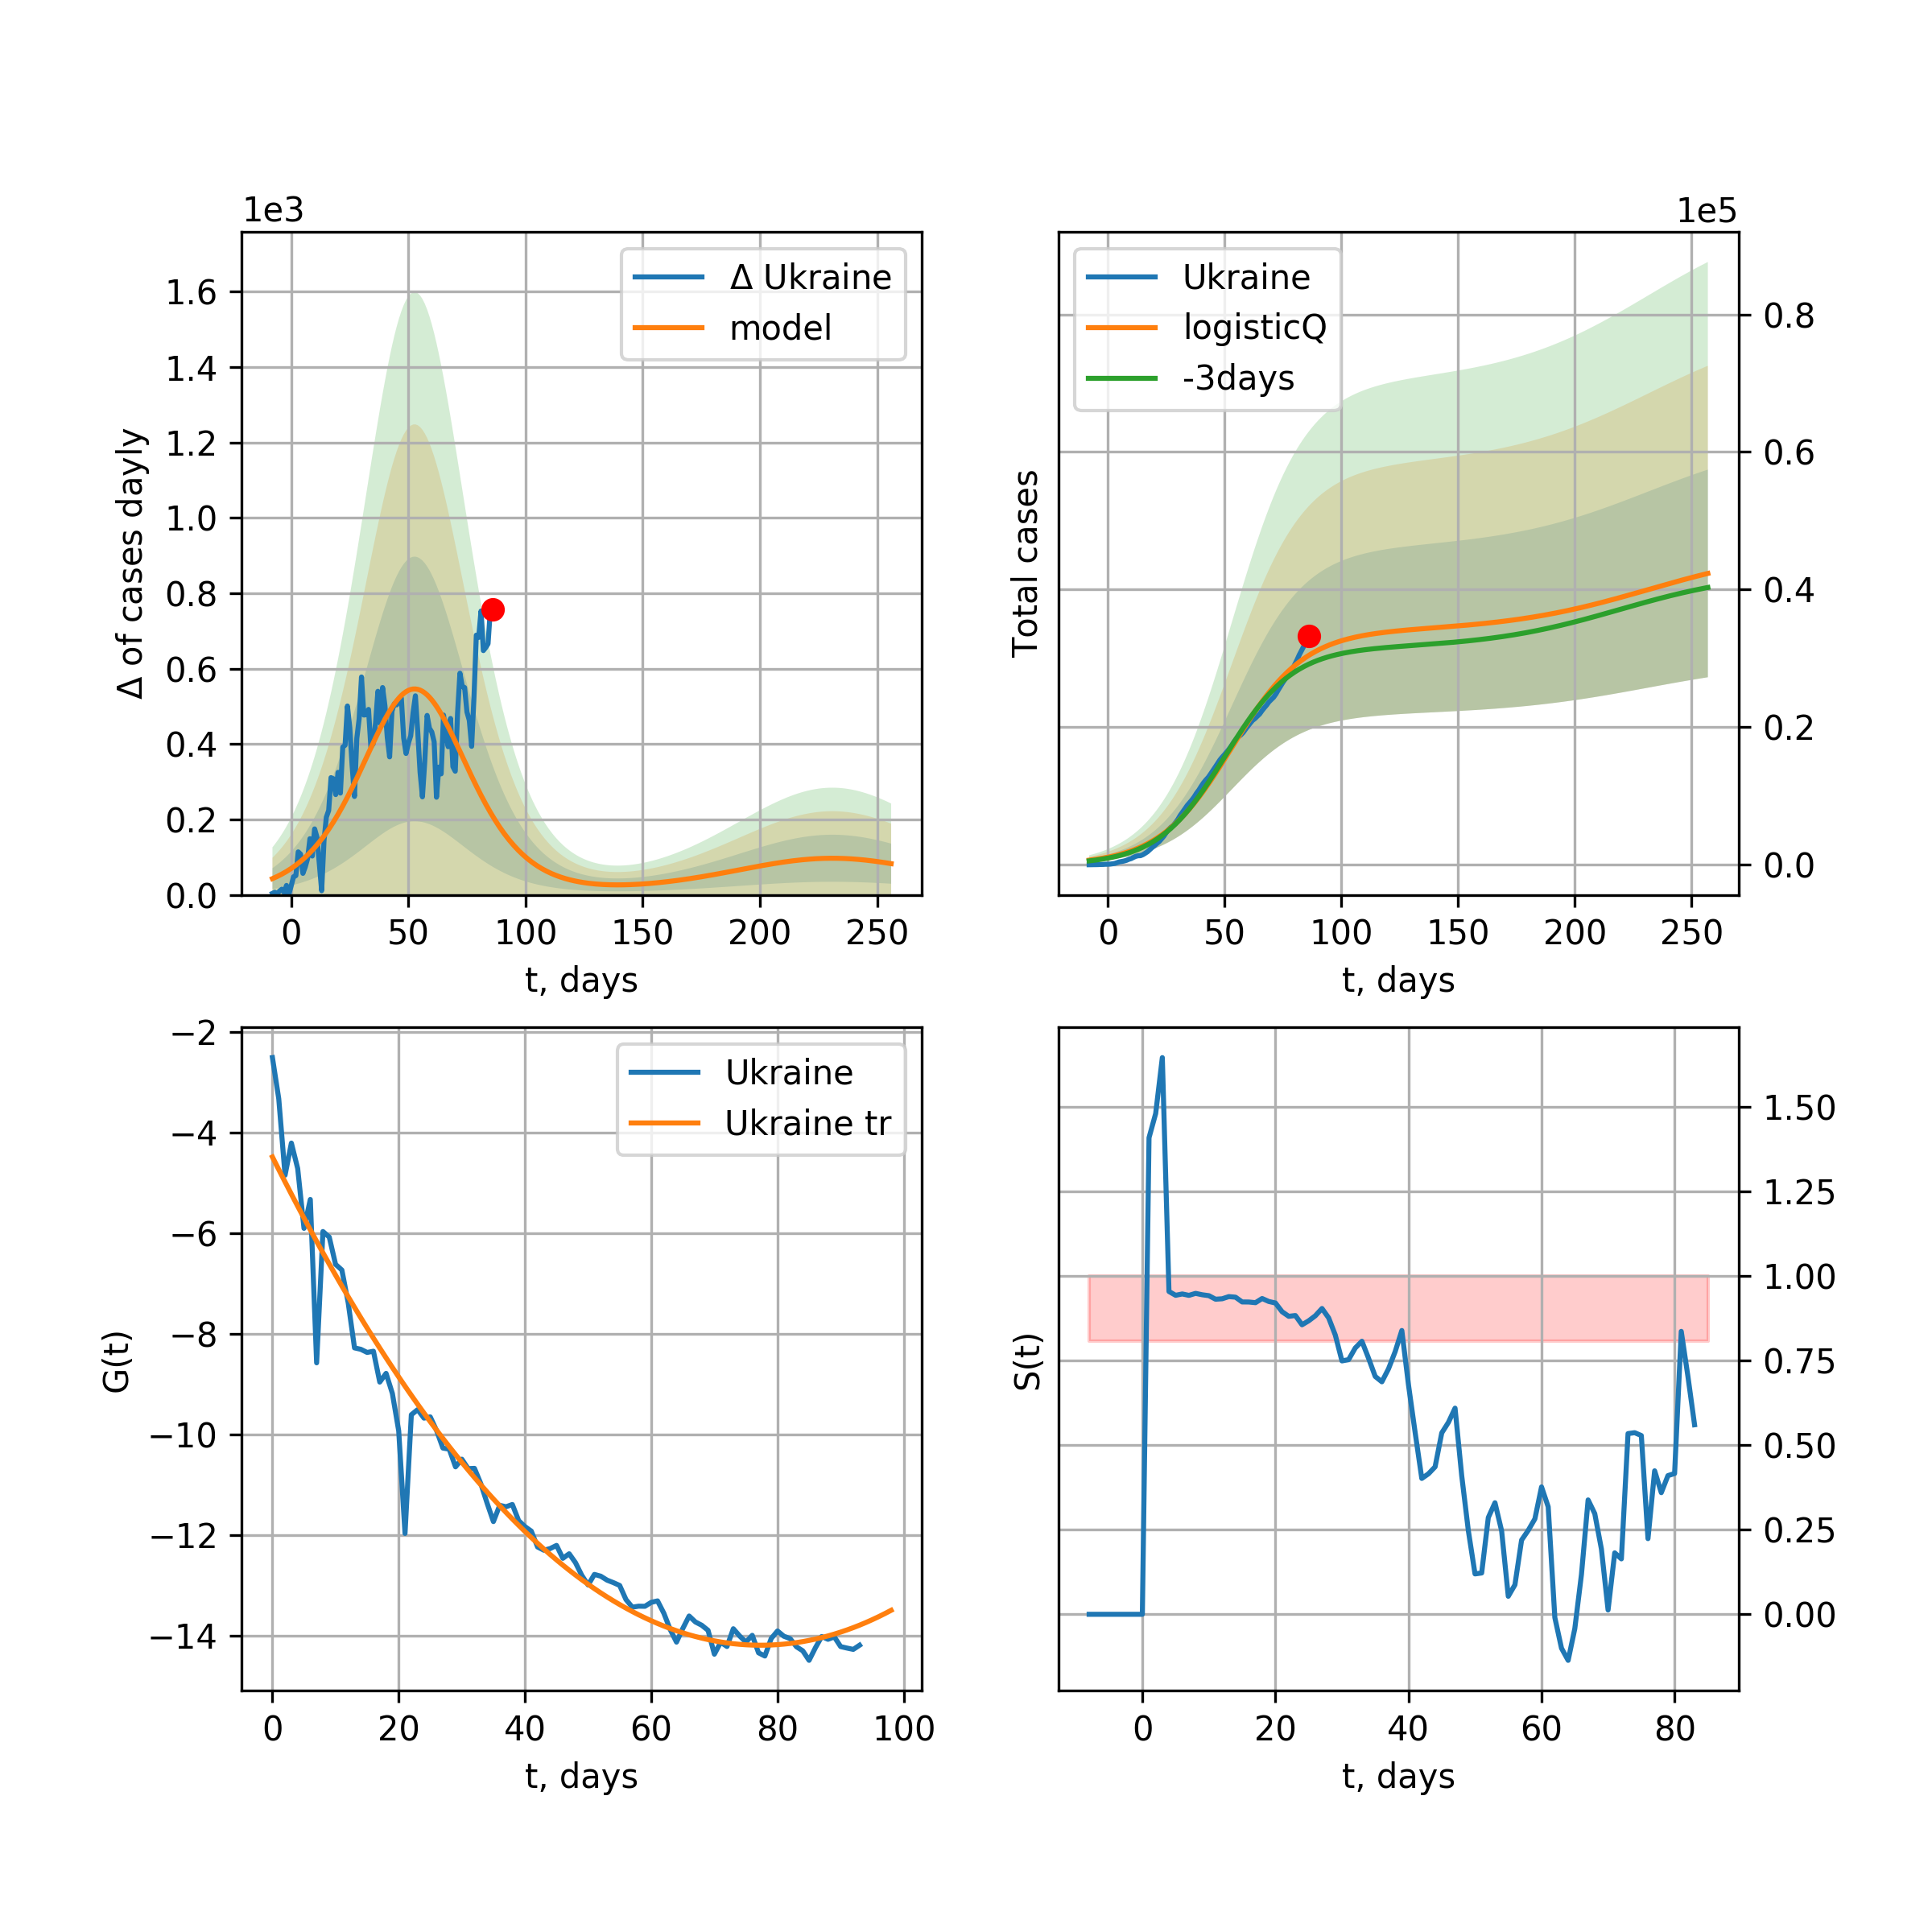 1e3
Δ of cases dayly
1.6
1.4
1.2
1.0
0.8
0.6
0.4
0.2
0.0
Δ Ukraine
model
0 50 100 150 200 250
t, days
1e5
Total cases
Ukraine
logisticQ
-3days
0.8
0.6
0.4
0.2
0.0
0 50 100 150 200 250
t, days
G(t)
−2
−4
−6
−8
−10
−12
−14
Ukraine
Ukraine tr
0 20 40 60 80 100
t, days
S(t)
1.50
1.25
1.00
0.75
0.50
0.25
0.00
0 20 40 60 80
t, days